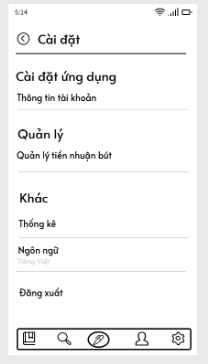 5:14
Cài đặt
Cài đặt ứng dụng
Thông tin tài khoản
Quản lý
Quản lý tiền nhuận bút
Khác
Thống kê
Ngôn ngữ
Tiếng Việt
Đăng xuất